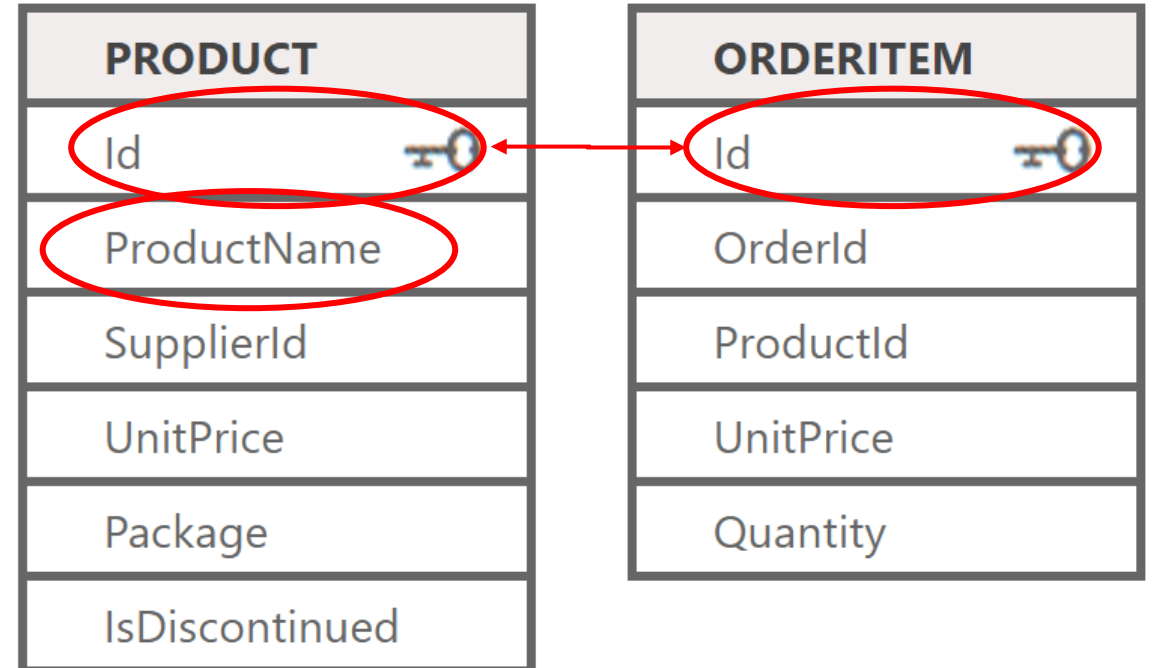 PRODUCT
Id
ProductName
SupplierId
UnitPrice
Package
IsDiscontinued
ORDERITEM
Id
OrderId
ProductId
UnitPrice
Quantity